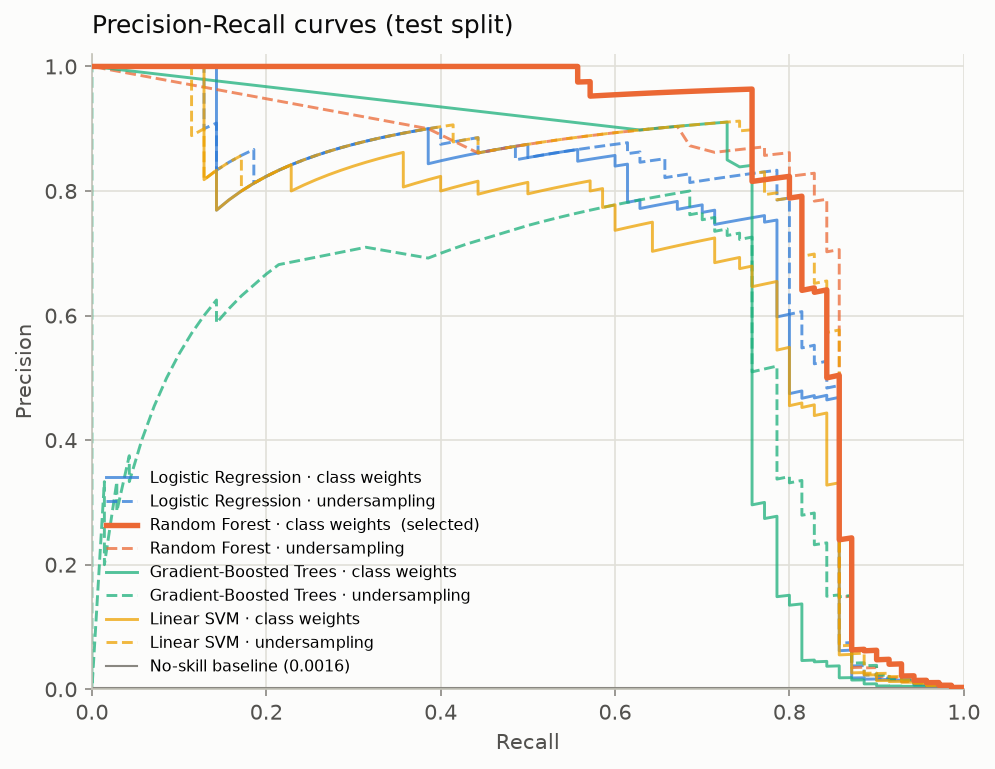 Precision-Recall curves (test split)
1.0
0.8
0.6
0.4
0.2
0.0
Precision
Logistic Regression · class weights
Logistic Regression · undersampling
Random Forest · class weights (selected)
Random Forest · undersampling
Gradient-Boosted Trees · class weights
Gradient-Boosted Trees · undersampling
Linear SVM · class weights
Linear SVM · undersampling
No-skill baseline (0.0016)
0.0 0.2 0.4 0.6 0.8 1.0
Recall